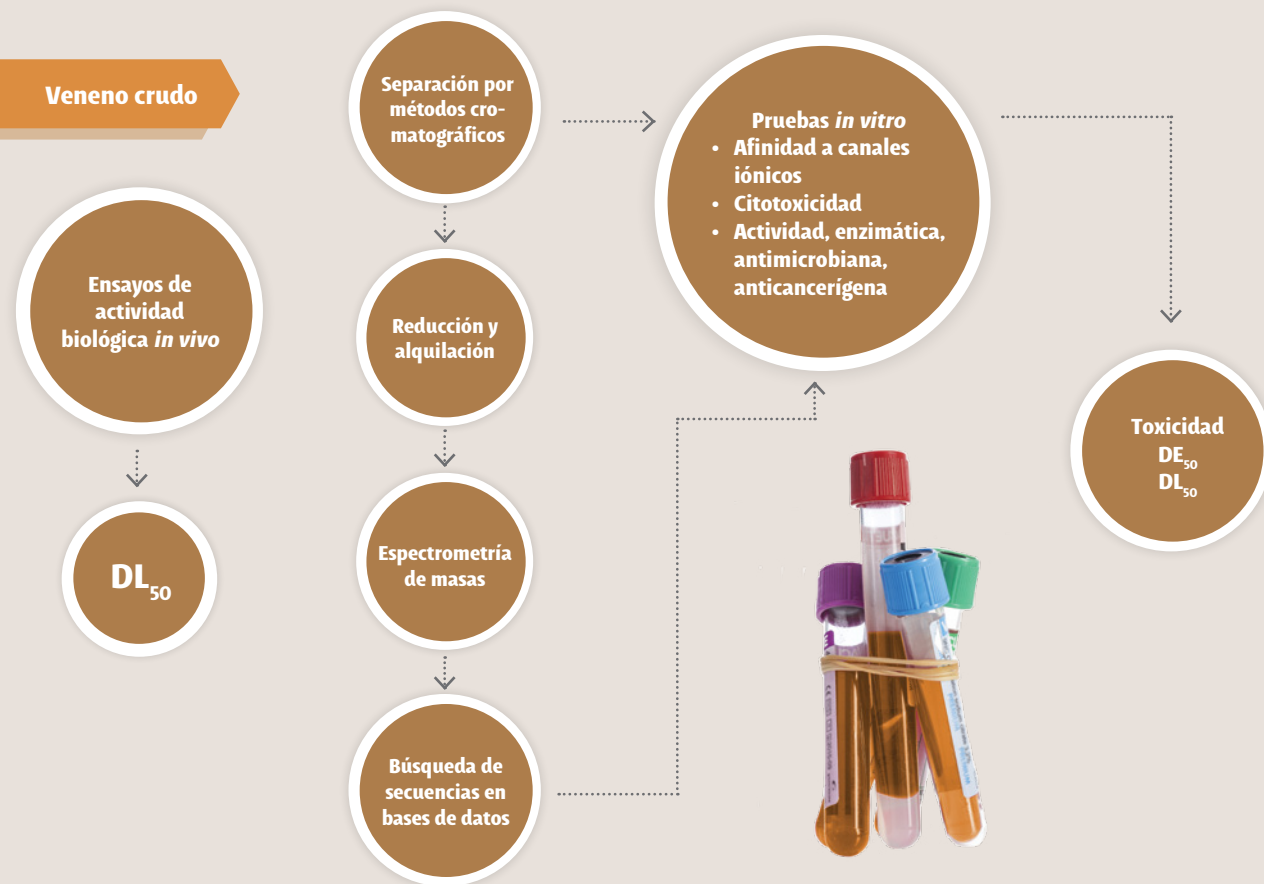 Veneno crudo
Ensayos de
actividad
biológica in vivo
DL50
Separación por
métodos cro-
matográficos
Reducción y
alquilación
Espectrometría
de masas
Búsqueda de
secuencias en
bases de datos
Pruebas in vitro
• Afinidad a canales
iónicos
• Citotoxicidad
• Actividad, enzimática,
antimicrobiana,
anticancerígena
Toxicidad
DE50
DL50